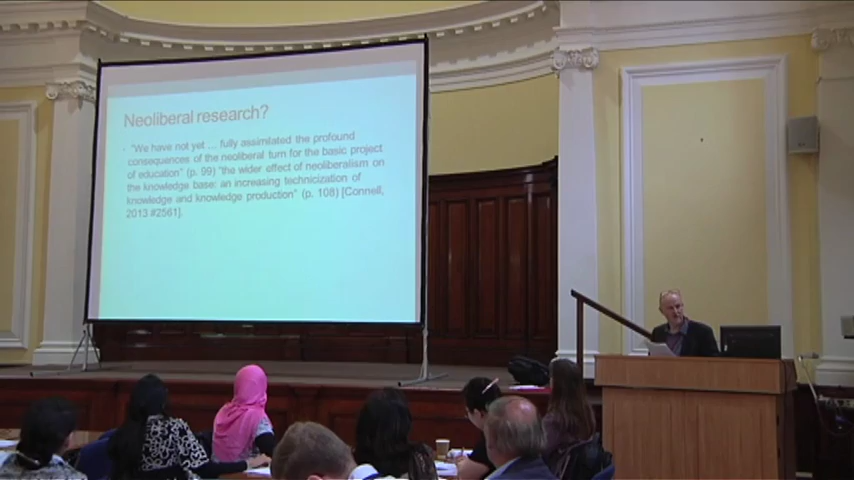 Neoliberal research?
• "We have not yet ... fully assimilated the profound
consequences of the neoliberal turn for the basic project
of education" (p. 99) "the wider effect of neoliberalism on
the knowledge base: an increasing technicization of
knowledge and knowledge production" (p. 108) [Connell,
2013 #2561].